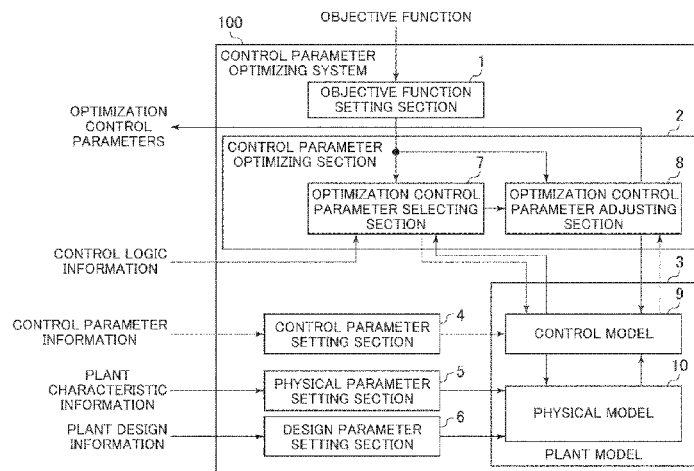 OBJECTIVE FUNCTION
100
CONTROL PARAMETER
OPTIMIZING SYSTEM
1
OBJECTIVE FUNCTION
SETTING SECTION
OPTIMIZATION
CONTROL
PARAMETERS
2
CONTROL PARAMETER
OPTIMIZING SECTION
7
OPTIMIZATION CONTROL
PARAMETER SELECTING
SECTION
8
OPTIMIZATION CONTROL
PARAMETER ADJUSTING
SECTION
CONTROL LOGIC
INFORMATION
3
CONTROL PARAMETER
INFORMATION
4
CONTROL PARAMETER
SETTING SECTION
9
CONTROL MODEL
PLANT
CHARACTERISTIC
INFORMATION
5
PHYSICAL PARAMETER
SETTING SECTION
10
PHYSICAL MODEL
PLANT DESIGN
INFORMATION
6
DESIGN PARAMETER
SETTING SECTION
PLANT MODEL